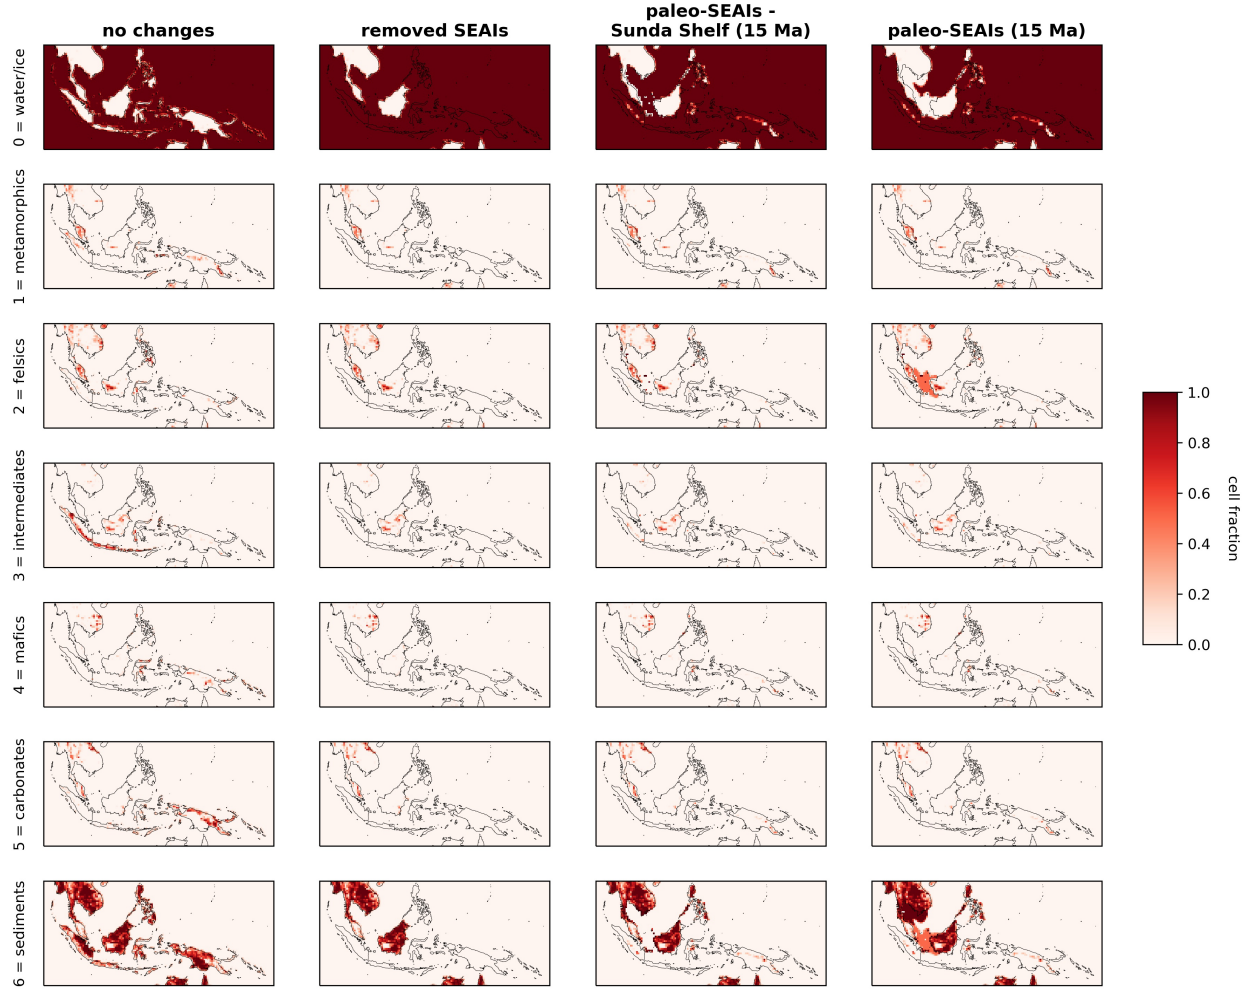 no changes
removed SEAIs
paleo-SEAIs -
Sunda Shelf (15 Ma)
paleo-SEAIs (15 Ma)
0 = water/ice
1 = metamorphics
2 = felsics
3 = intermediates
4 = mafics
5 = carbonates
6 = sediments
1.0
0.8
0.6
0.4
0.2
0.0
cell fraction